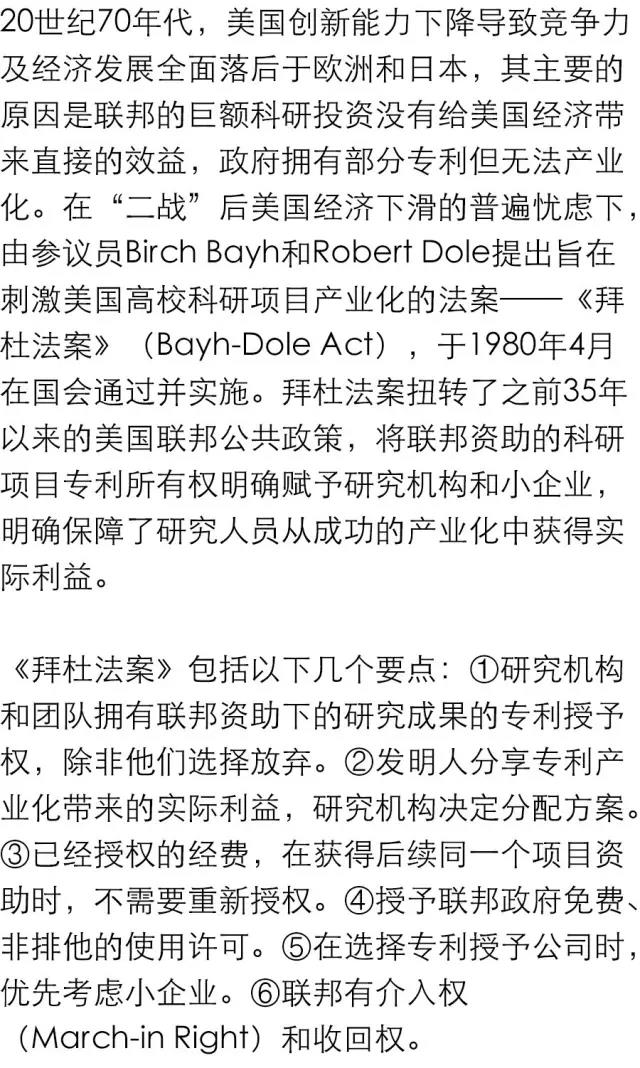 20世纪70年代，美国创新能力下降导致竞争力
及经济发展全面落后于欧洲和日本，其主要的
原因是联邦的巨额科研投资没有给美国经济带
来直接的效益，政府拥有部分专利但无法产业
化。在“二战”后美国经济下滑的普遍忧虑下，
由参议员Birch Bayh和Robert Dole提出旨在
刺激美国高校科研项目产业化的法案——《拜
杜法案》（Bayh-Dole Act），于1980年4月
在国会通过并实施。拜杜法案扭转了之前35年
以来的美国联邦公共政策，将联邦资助的科研
项目专利所有权明确赋予研究机构和小企业，
明确保障了研究人员从成功的产业化中获得实
际利益。
《拜杜法案》包括以下几个要点：①研究机构
和团队拥有联邦资助下的研究成果的专利授予
权，除非他们选择放弃。②发明人分享专利产
业化带来的实际利益，研究机构决定分配方案。
③已经授权的经费，在获得后续同一个项目资
助时，不需要重新授权。④授予联邦政府免费、
非排他的使用许可。⑤在选择专利授予公司时，
优先考虑小企业。⑥联邦有介入权
（March-in Right）和收回权。